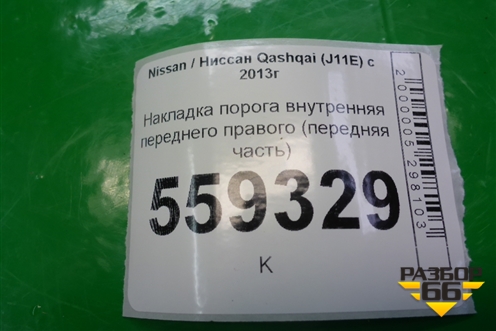 Nissan / Ниссан Qashqai (J11E) с
2013г
Накладка порога внутренняя
переднего правого (передняя
часть)
559329
К
2000005298103
РАЗБОР
66